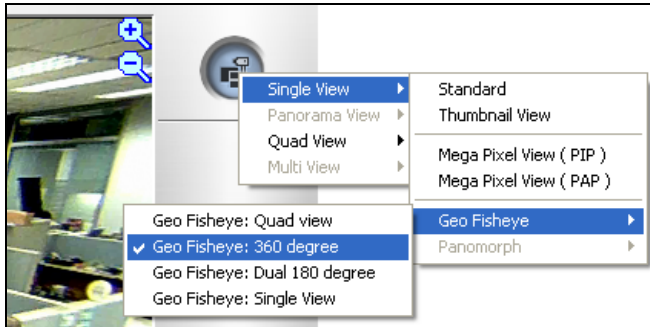 Single View
Panorama View
Quad View
Multi View
Standard
Thumbnail View
Mega Pixel View ( PIP )
Mega Pixel View ( PAP )
Geo Fisheye
Panomorph
Geo Fisheye: Quad view
Geo Fisheye: 360 degree
Geo Fisheye: Dual 180 degree
Geo Fisheye: Single View